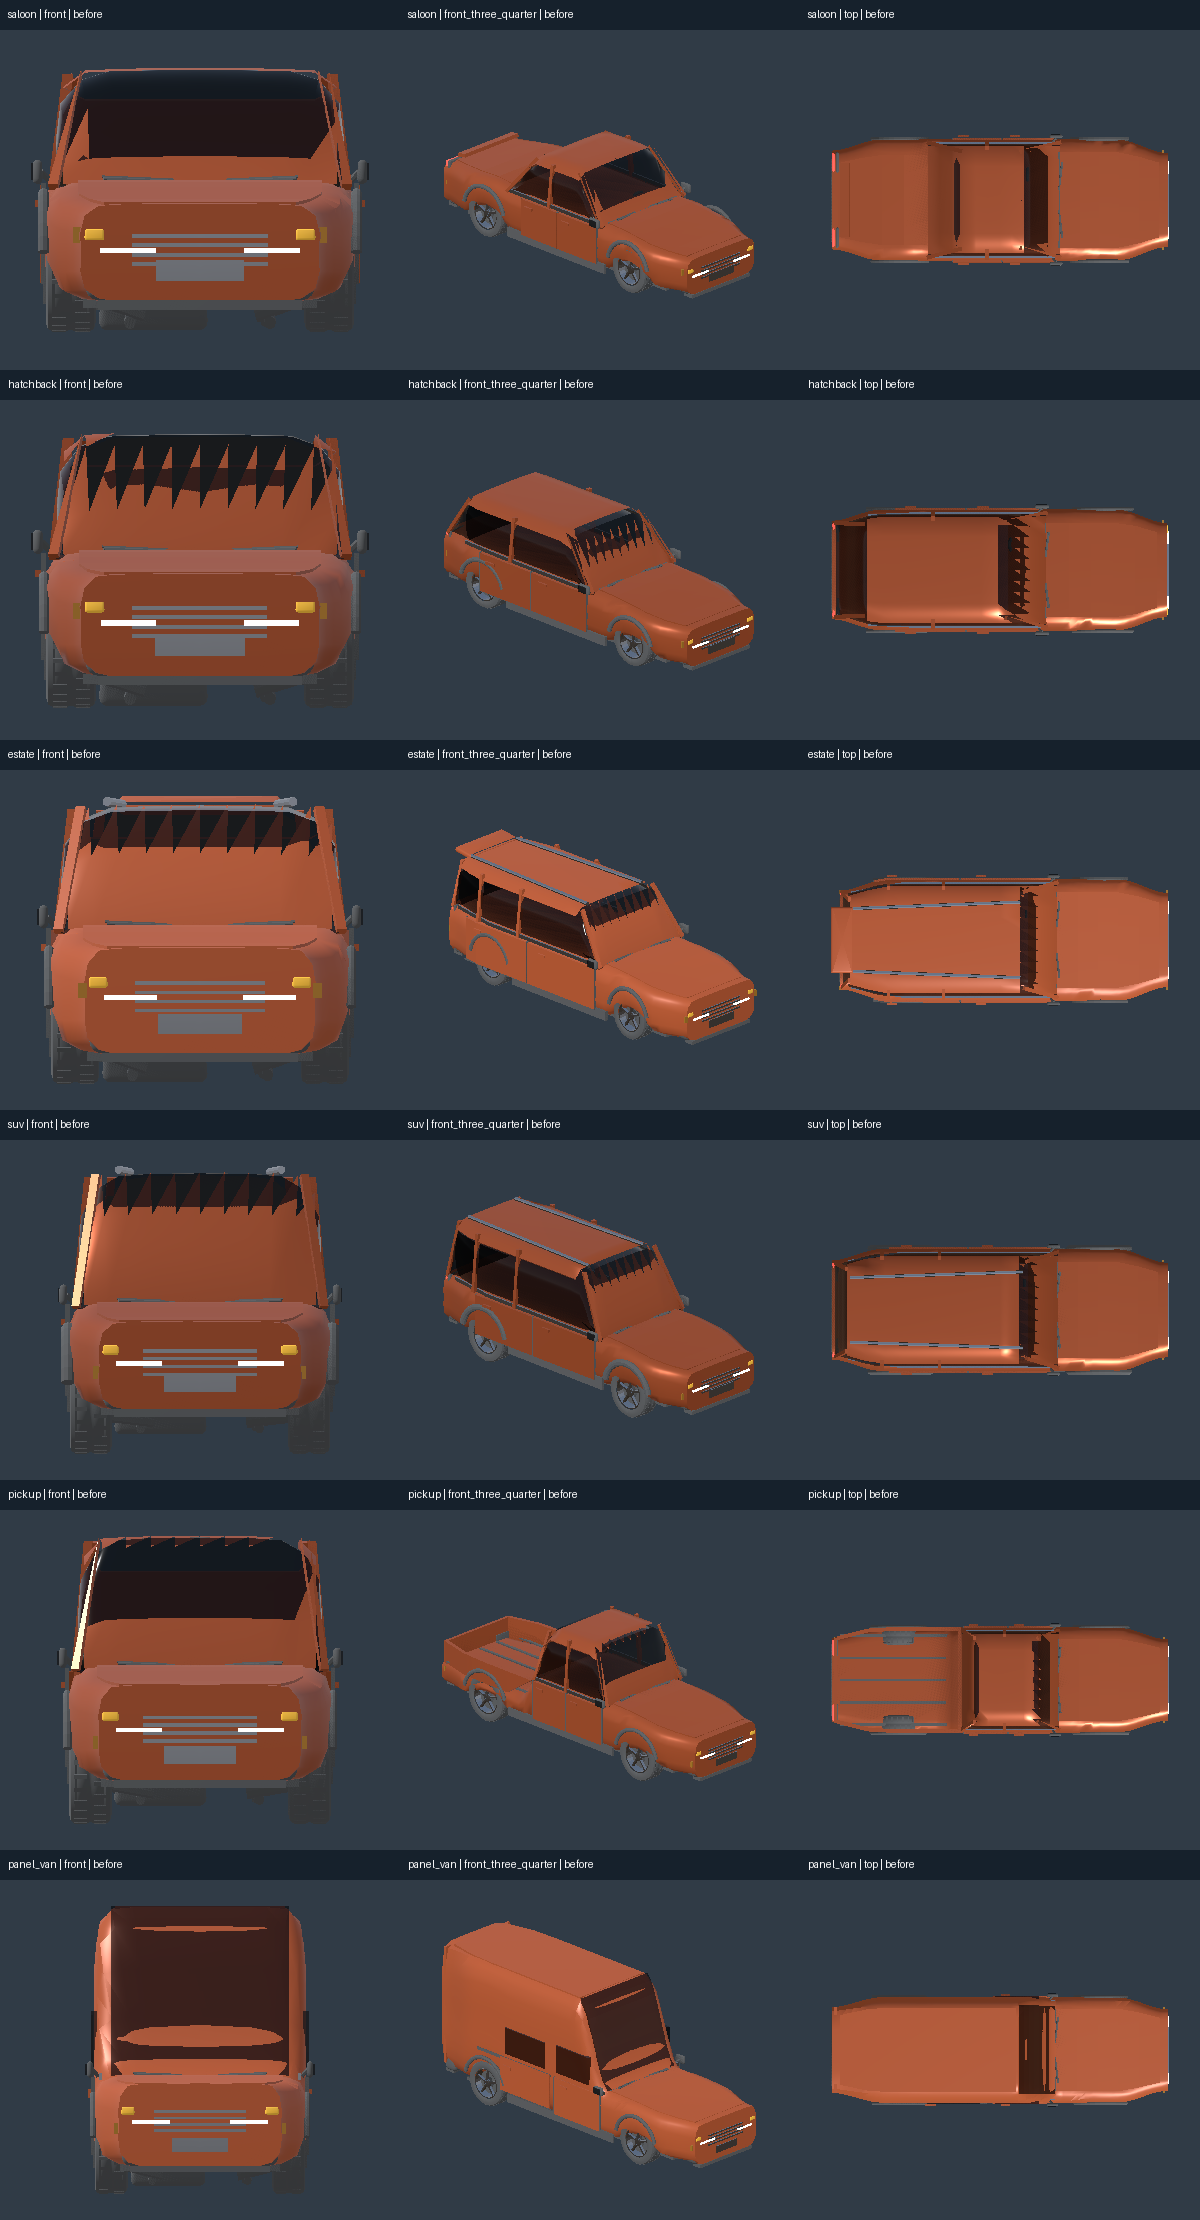 saloon | front | before
saloon | front_three_quarter | before
saloon | top | before
hatchback | front | before
hatchback | front_three_quarter | before
hatchback | top | before
estate | front | before
estate | front_three_quarter | before
estate | top | before
suv | front | before
suv | front_three_quarter | before
suv | top | before
pickup | front | before
pickup | front_three_quarter | before
pickup | top | before
panel_van | front | before
panel_van | front_three_quarter | before
panel_van | top | before